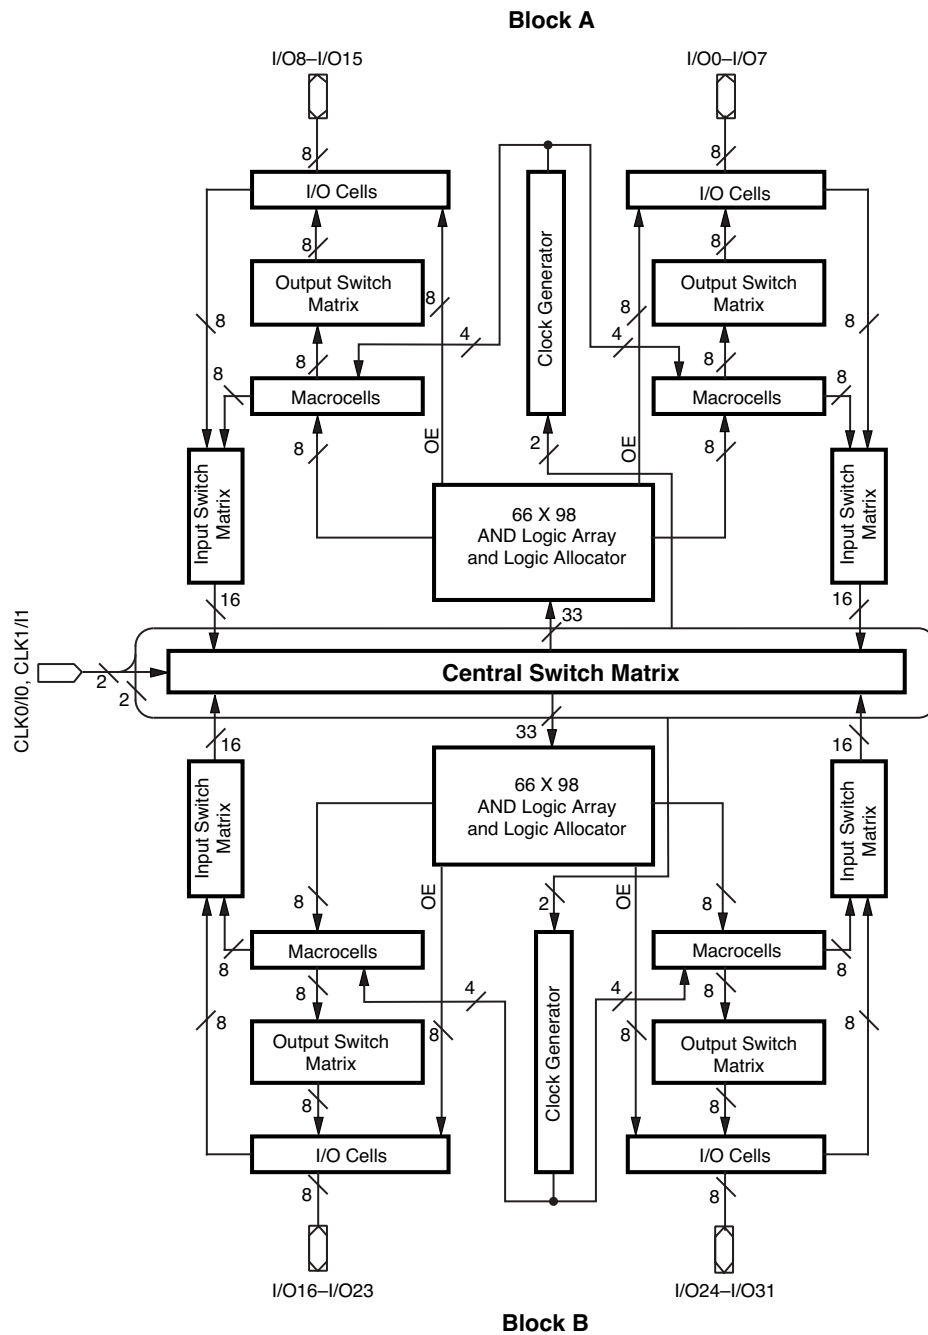 Block A
I/O8–I/O15
I/O0–I/O7
8
8
I/O Cells
I/O Cells
8
8
Output Switch
Matrix
Output Switch
Matrix
Clock Generator
8
8
8
8
4
4
8
8
8
8
Macrocells
Macrocells
8
OE
2
OE
8
Input Switch
Matrix
66 X 98
AND Logic Array
and Logic Allocator
Input Switch
Matrix
16
33
16
CLK0/I0, CLK1/I1
2
2
Central Switch Matrix
16
33
16
Input Switch
Matrix
66 X 98
AND Logic Array
and Logic Allocator
Input Switch
Matrix
8
OE
2
OE
8
Macrocells
Macrocells
8
8
8
8
4
4
8
8
8
8
Output Switch
Matrix
Output Switch
Matrix
Clock Generator
8
8
I/O Cells
I/O Cells
8
8
I/O16–I/O23
I/O24–I/O31
Block B